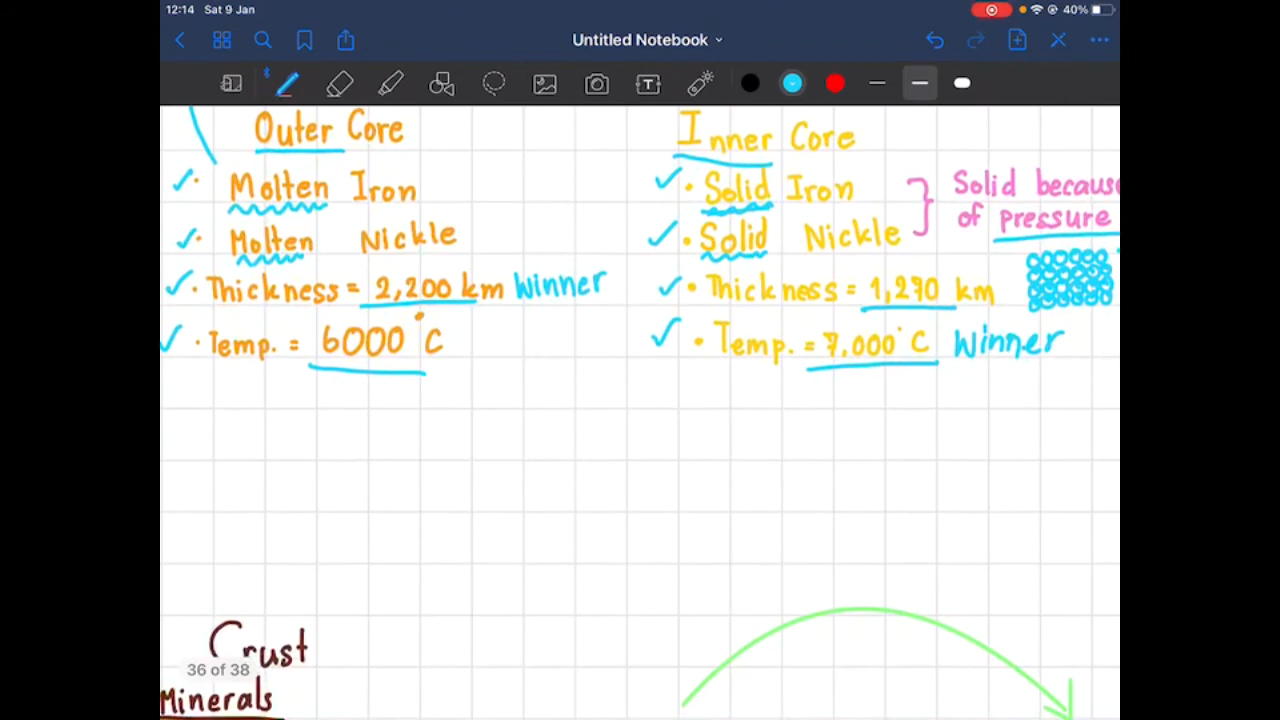 12:14 Sat 9 Jan
40%
Untitled Notebook
T
Outer Core
· Molten Iron
· Molten Nickle
· Thickness = 2,200 km Winner
· Temp. = 6000°C
Inner Core
· Solid Iron
· Solid Nickle
Solid becaus
of pressure
· Thickness = 1,270 km
· Temp. = 7,000°C Winner
Crust
36 of 38
Minerals